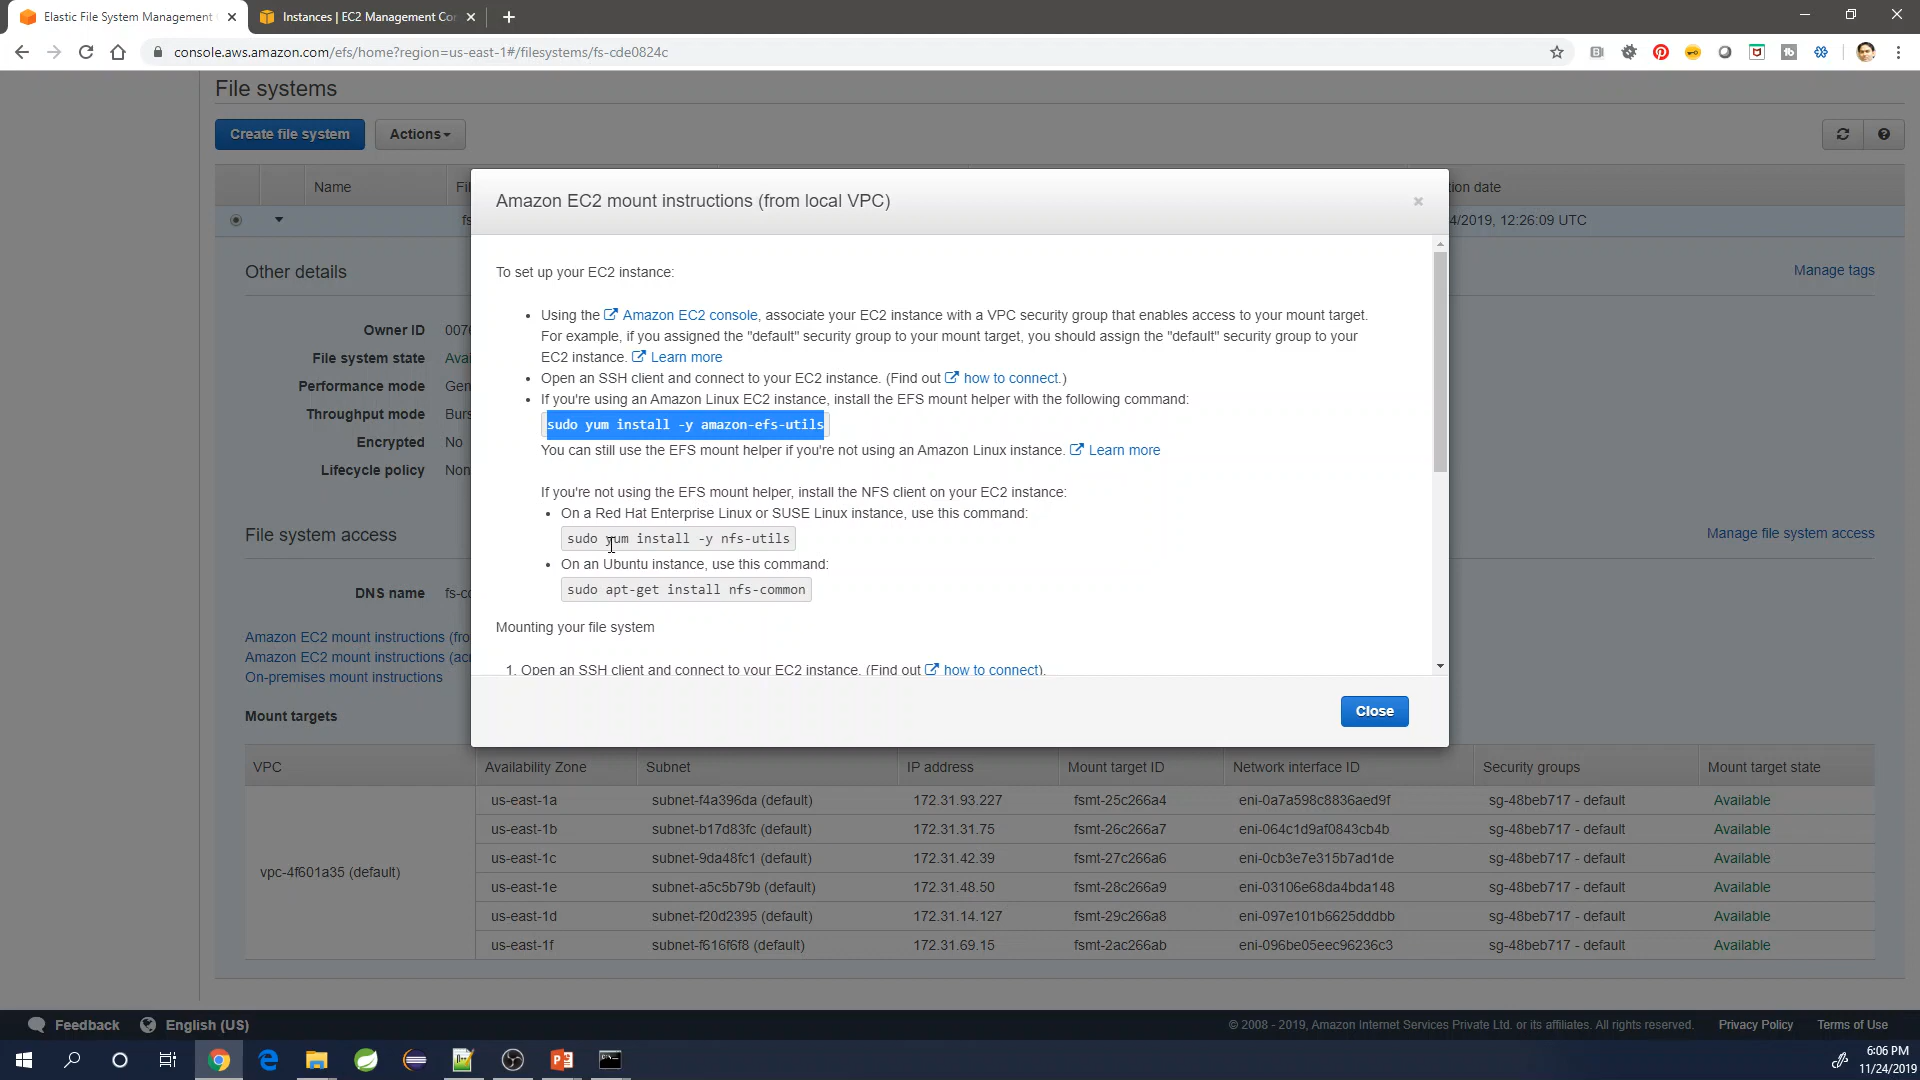 Elastic File System Management
Instances | EC2 Management Con
console.aws.amazon.com/efs/home?region=us-east-1#/filesystems/fs-cde0824c
File systems
Create file system
Actions
Name
Fil
tion date
fs
4/2019, 12:26:09 UTC
Amazon EC2 mount instructions (from local VPC)
To set up your EC2 instance:
Using the Amazon EC2 console, associate your EC2 instance with a VPC security group that enables access to your mount target.
For example, if you assigned the "default" security group to your mount target, you should assign the "default" security group to your
EC2 instance. Learn more
Open an SSH client and connect to your EC2 instance. (Find out how to connect.)
If you're using an Amazon Linux EC2 instance, install the EFS mount helper with the following command:
sudo yum install -y amazon-efs-utils
You can still use the EFS mount helper if you're not using an Amazon Linux instance. Learn more
If you're not using the EFS mount helper, install the NFS client on your EC2 instance:
On a Red Hat Enterprise Linux or SUSE Linux instance, use this command:
sudo yum install -y nfs-utils
On an Ubuntu instance, use this command:
sudo apt-get install nfs-common
Mounting your file system
1. Open an SSH client and connect to your EC2 instance. (Find out how to connect).
Close
Other details
Manage tags
Owner ID 007
File system state Avai
Performance mode Gen
Throughput mode Burs
Encrypted No
Lifecycle policy Non
File system access
Manage file system access
DNS name fs-c
Amazon EC2 mount instructions (fro
Amazon EC2 mount instructions (acr
On-premises mount instructions
Mount targets
VPC Availability Zone Subnet IP address Mount target ID Network interface ID Security groups Mount target state
us-east-1a subnet-f4a396da (default) 172.31.93.227 fsmt-25c266a4 eni-0a7a598c8836aed9f sg-48beb717 - default Available
us-east-1b subnet-b17d83fc (default) 172.31.31.75 fsmt-26c266a7 eni-064c1d9af0843cb4b sg-48beb717 - default Available
us-east-1c subnet-9da48fc1 (default) 172.31.42.39 fsmt-27c266a6 eni-0cb3e7e315b7ad1de sg-48beb717 - default Available
vpc-4f601a35 (default)
us-east-1e subnet-a5c5b79b (default) 172.31.48.50 fsmt-28c266a9 eni-03106e68da4bda148 sg-48beb717 - default Available
us-east-1d subnet-f20d2395 (default) 172.31.14.127 fsmt-29c266a8 eni-097e101b6625dddbb sg-48beb717 - default Available
us-east-1f subnet-f616f6f8 (default) 172.31.69.15 fsmt-2ac266ab eni-096be05eec96236c3 sg-48beb717 - default Available
Feedback English (US)
© 2008 - 2019, Amazon Internet Services Private Ltd. or its affiliates. All rights reserved. Privacy Policy Terms of Use
6:06 PM
11/24/2019